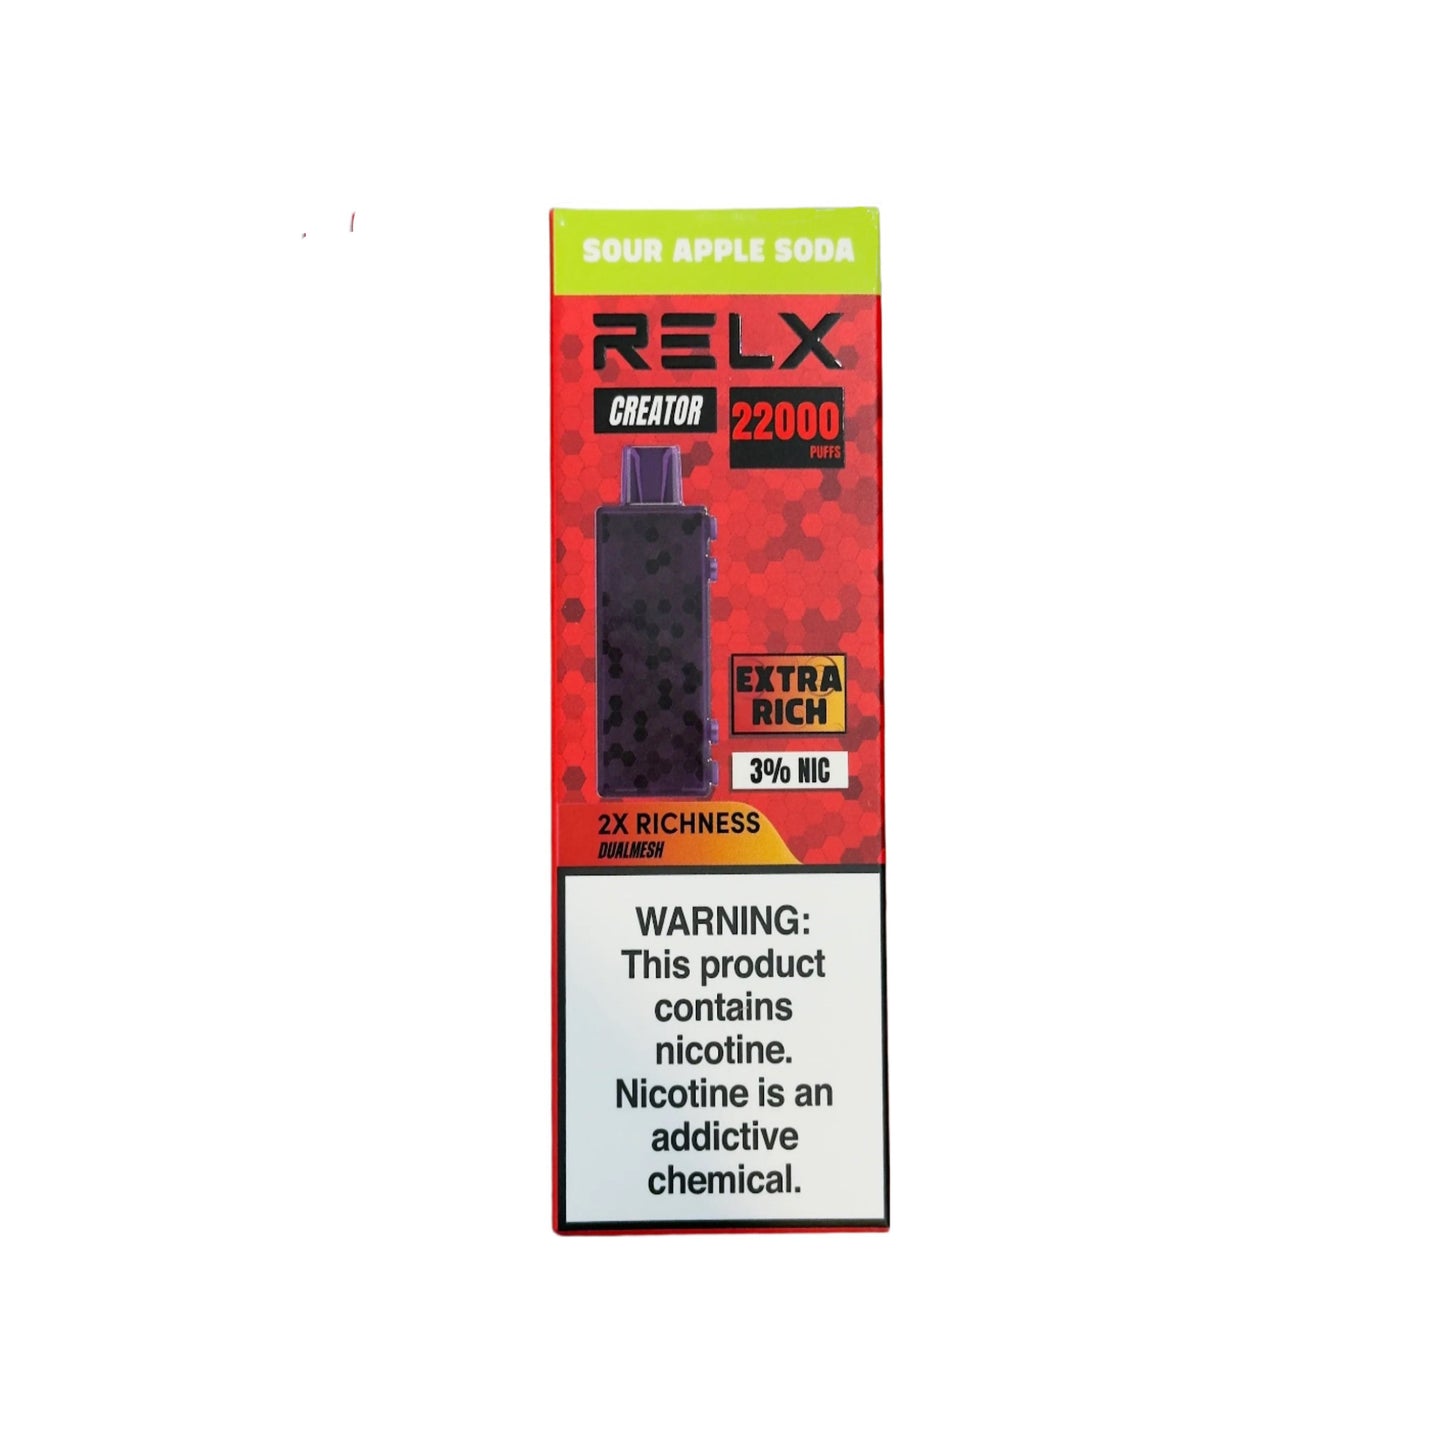 SOUR APPLE SODA
RELX
CREATOR
22000
PUFFS
EXTRA
RICH
3% NIC
2X RICHNESS
DUALMESH
WARNING:
This product
contains
nicotine.
Nicotine is an
addictive
chemical.